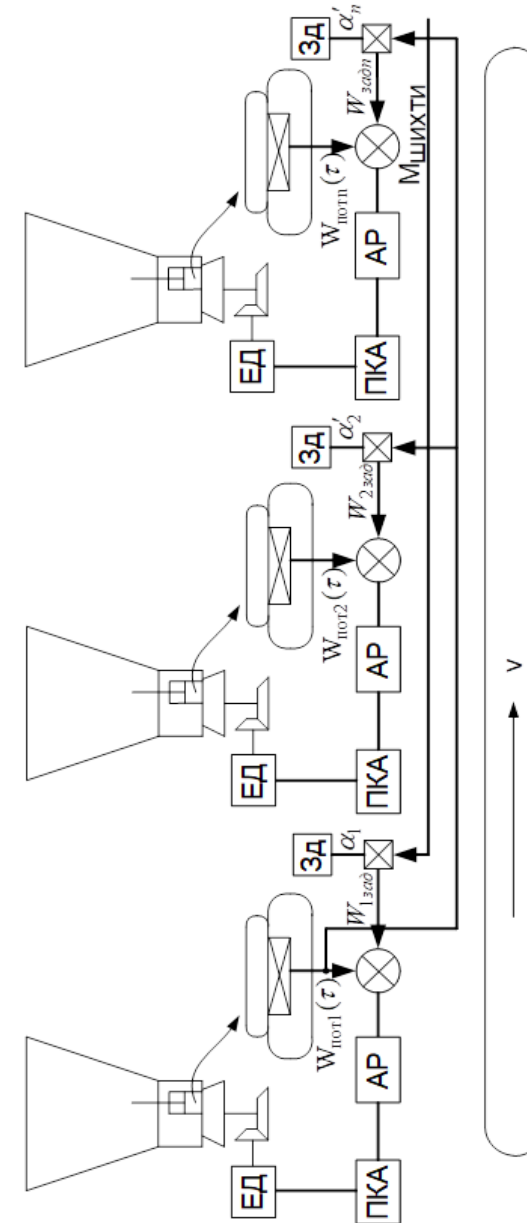 ЕД
ПКА
АР
W_пот1(τ)
W_1зад
Зд
α_1
ЕД
ПКА
АР
W_пот2(τ)
W_2зад
Зд
α'_2
ЕД
ПКА
АР
W_потn(τ)
W_задn
Зд
α'_n
Мшихти
v